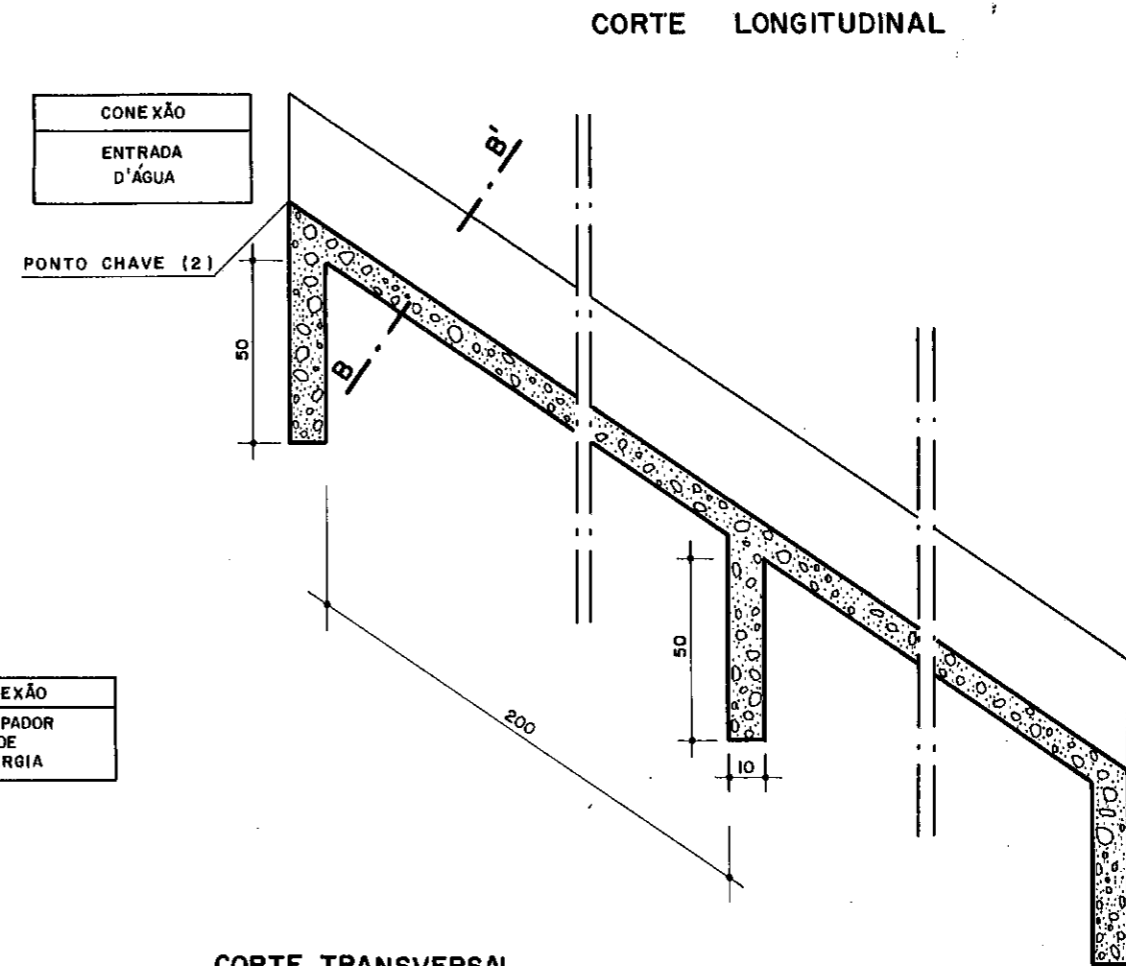 CORTE LONGITUDINAL
CONEXÃO
ENTRADA
D'ÁGUA
B'
PONTO CHAVE (2)
50
B
50
200
10
EXÃO
PADOR
DE
RGIA
CORTE TRANSVERSAL